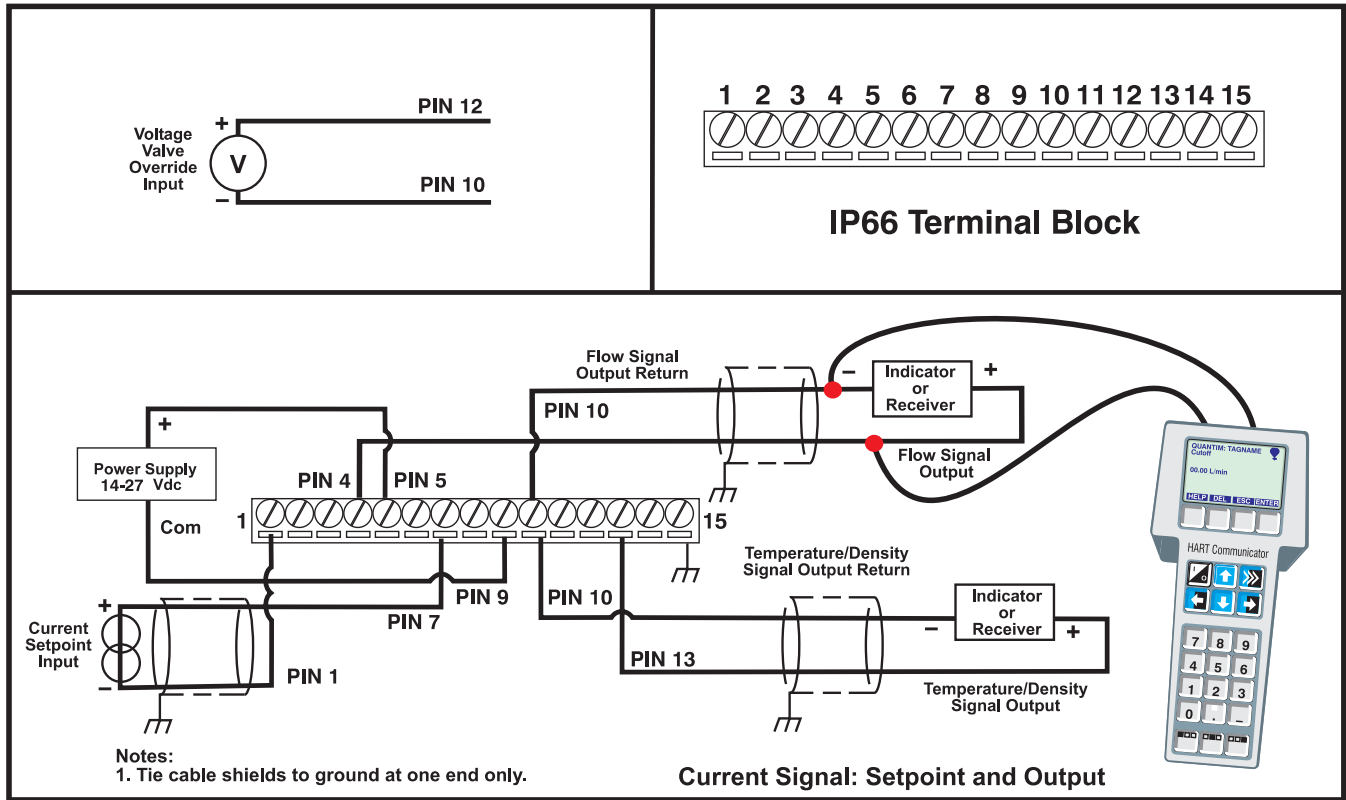 +
PIN 12
Voltage
Valve
Override
Input
V
PIN 10
–
1 2 3 4 5 6 7 8 9 10 11 12 13 14 15
IP66 Terminal Block
Flow Signal
Output Return
– Indicator
or
Receiver +
PIN 10
+
Power Supply
14-27 Vdc
Com
PIN 4 PIN 5
Flow Signal
Output
1 15
QUANTIM: TAGNAME
Cutoff
00.00 L/min
HELP DEL ESC ENTER
HART Communicator
I/O
Temperature/Density
Signal Output Return
PIN 9 PIN 10
Indicator
or
Receiver
– +
+
Current
Setpoint
Input
–
PIN 7
PIN 1
PIN 13
Temperature/Density
Signal Output
7 8 9
4 5 6
1 2 3
0 . –
Notes:
1. Tie cable shields to ground at one end only.
Current Signal: Setpoint and Output